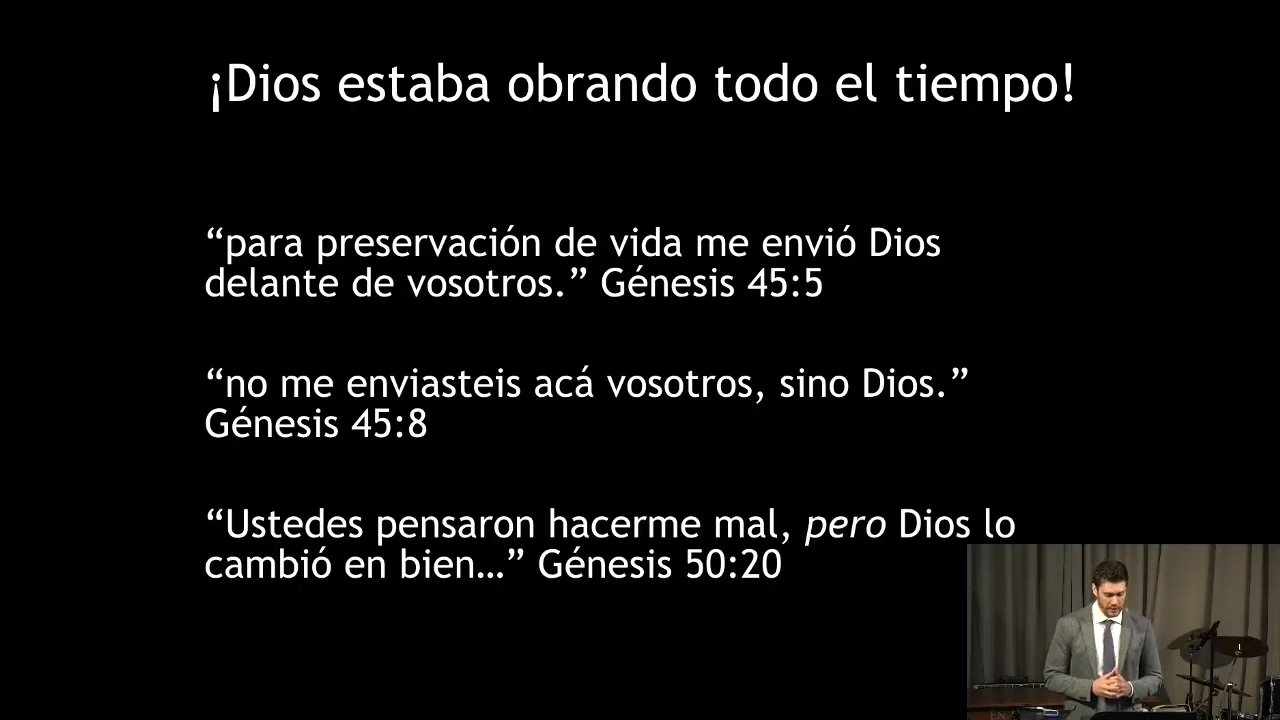 ¡Dios estaba obrando todo el tiempo!
“para preservación de vida me envió Dios
delante de vosotros.” Génesis 45:5
“no me enviasteis acá vosotros, sino Dios.”
Génesis 45:8
“Ustedes pensaron hacerme mal, pero Dios lo
cambió en bien…” Génesis 50:20